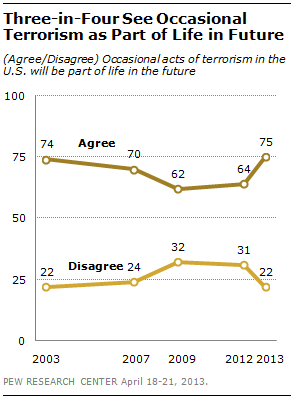 Three-in-Four See Occasional
Terrorism as Part of Life in Future
(Agree/Disagree) Occasional acts of terrorism in the
U.S. will be part of life in the future
100
74 Agree 70 62 64 75
75
50
Disagree
22 24 32 31 22
25
0
2003 2007 2009 2012 2013
PEW RESEARCH CENTER April 18-21, 2013.